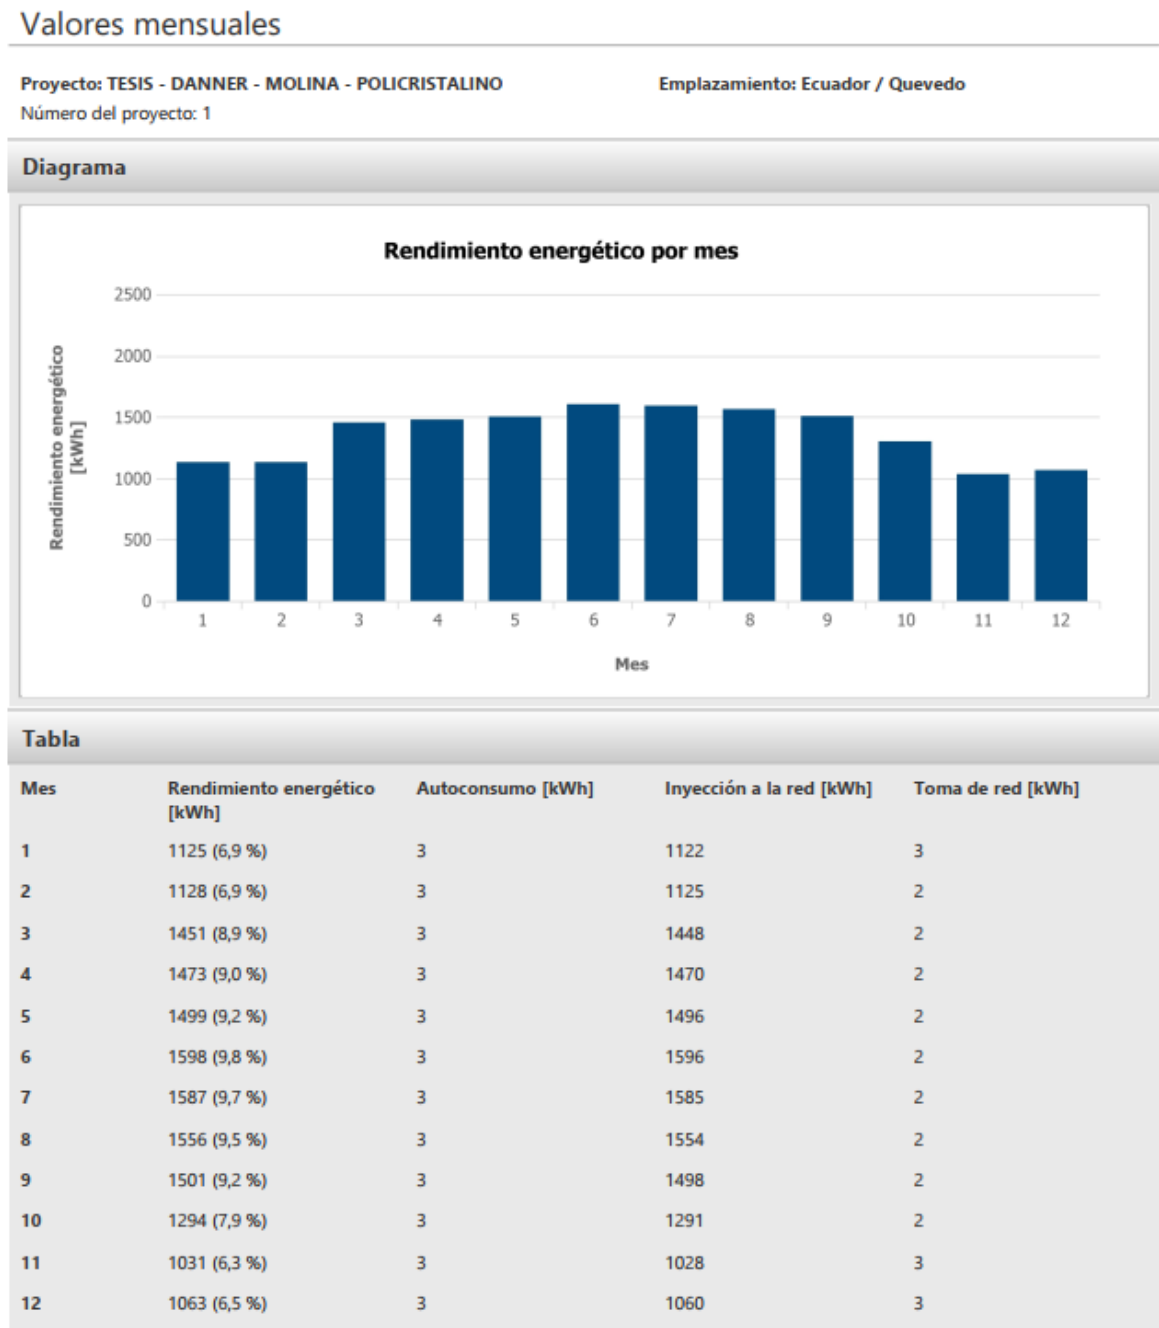 Valores mensuales
Proyecto: TESIS - DANNER - MOLINA - POLICRISTALINO Emplazamiento: Ecuador / Quevedo
Número del proyecto: 1
Diagrama
Rendimiento energético por mes
2500
2000
1500
1000
500
0
Rendimiento energético
[kWh]
1 2 3 4 5 6 7 8 9 10 11 12
Mes
Tabla
Mes Rendimiento energético [kWh] Autoconsumo [kWh] Inyección a la red [kWh] Toma de red [kWh]
1 1125 (6,9 %) 3 1122 3
2 1128 (6,9 %) 3 1125 2
3 1451 (8,9 %) 3 1448 2
4 1473 (9,0 %) 3 1470 2
5 1499 (9,2 %) 3 1496 2
6 1598 (9,8 %) 3 1596 2
7 1587 (9,7 %) 3 1585 2
8 1556 (9,5 %) 3 1554 2
9 1501 (9,2 %) 3 1498 2
10 1294 (7,9 %) 3 1291 2
11 1031 (6,3 %) 3 1028 3
12 1063 (6,5 %) 3 1060 3